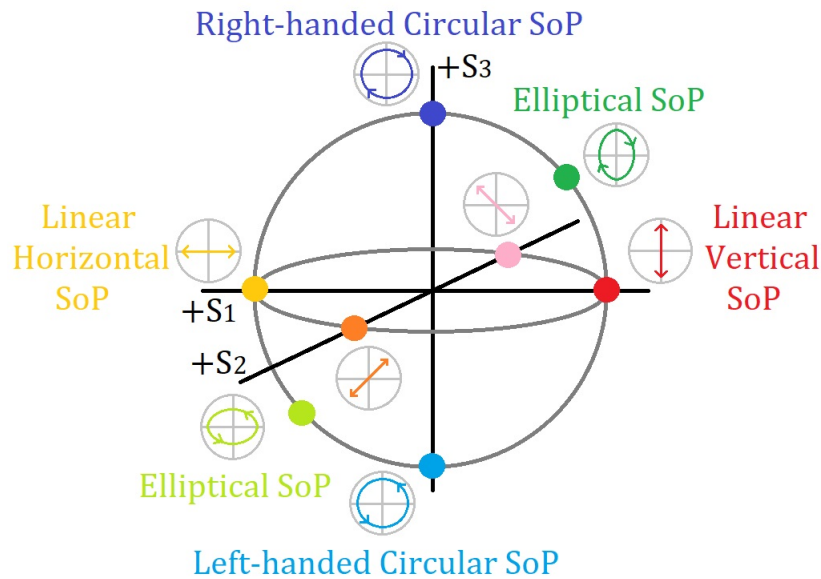 Right-handed Circular SoP
+S3
Elliptical SoP
Linear
Horizontal
SoP
Linear
Vertical
SoP
+S1
+S2
Elliptical SoP
Left-handed Circular SoP